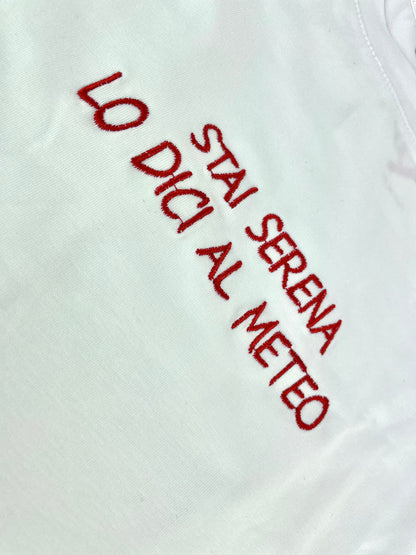 STAI SERENA
LO DICI AL METEO